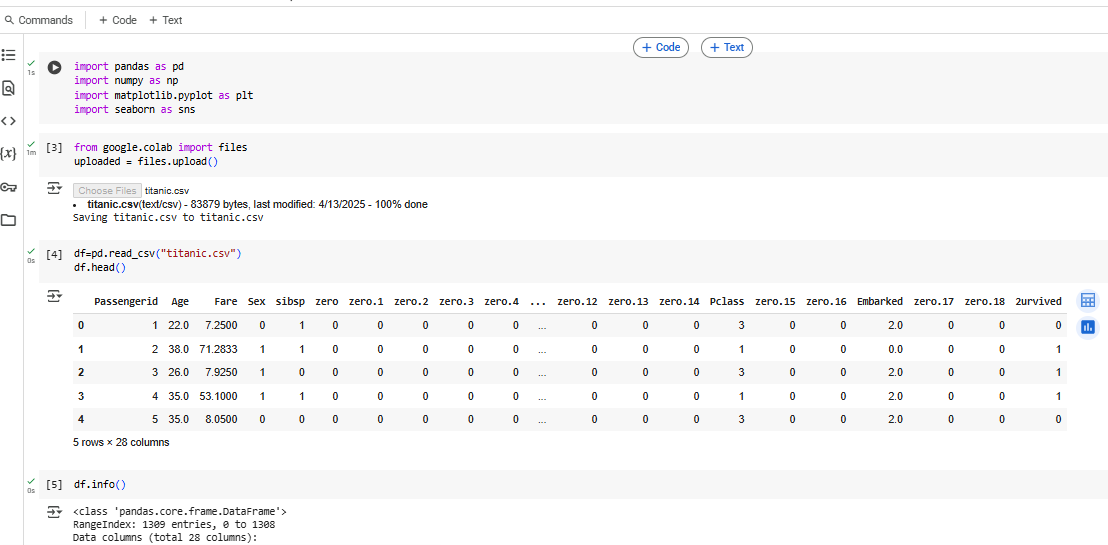 Commands + Code + Text
+ Code + Text
1s
import pandas as pd
import numpy as np
import matplotlib.pyplot as plt
import seaborn as sns
1m
[3] from google.colab import files
uploaded = files.upload()
Choose Files titanic.csv
• titanic.csv(text/csv) - 83879 bytes, last modified: 4/13/2025 - 100% done
Saving titanic.csv to titanic.csv
0s
[4] df=pd.read_csv("titanic.csv")
df.head()
Passengerid Age Fare Sex sibsp zero zero.1 zero.2 zero.3 zero.4 ... zero.12 zero.13 zero.14 Pclass zero.15 zero.16 Embarked zero.17 zero.18 2urvived
0 1 22.0 7.2500 0 1 0 0 0 0 0 ... 0 0 0 3 0 0 2.0 0 0 0
1 2 38.0 71.2833 1 1 0 0 0 0 0 ... 0 0 0 1 0 0 0.0 0 0 1
2 3 26.0 7.9250 1 0 0 0 0 0 0 ... 0 0 0 3 0 0 2.0 0 0 1
3 4 35.0 53.1000 1 1 0 0 0 0 0 ... 0 0 0 1 0 0 2.0 0 0 1
4 5 35.0 8.0500 0 0 0 0 0 0 0 ... 0 0 0 3 0 0 2.0 0 0 0
5 rows × 28 columns
0s
[5] df.info()
<class 'pandas.core.frame.DataFrame'>
RangeIndex: 1309 entries, 0 to 1308
Data columns (total 28 columns):